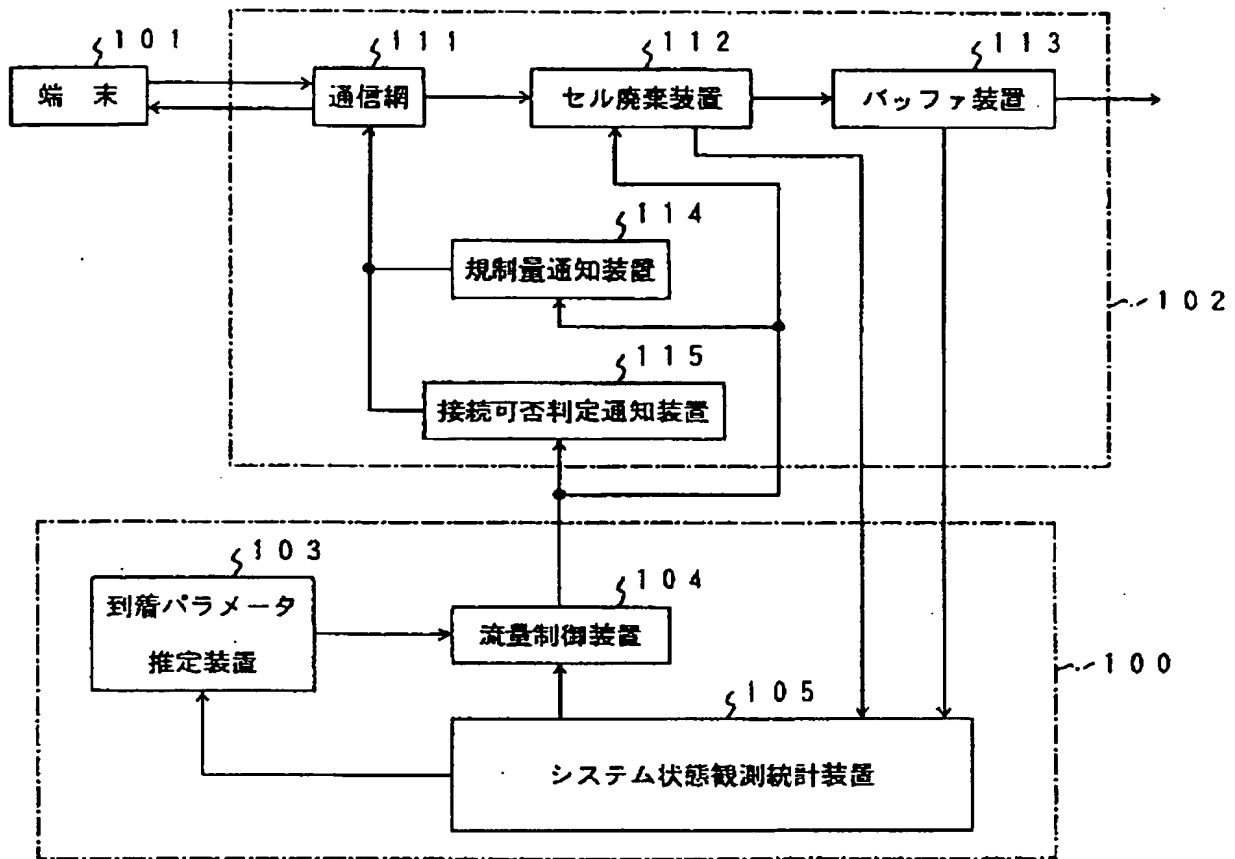 101
111
112
113
端 末
通信網
セル廃棄装置
バッファ装置
114
規制量通知装置
102
115
接続可否判定通知装置
103
到着パラメータ
推定装置
104
流量制御装置
100
105
システム状態観測統計装置